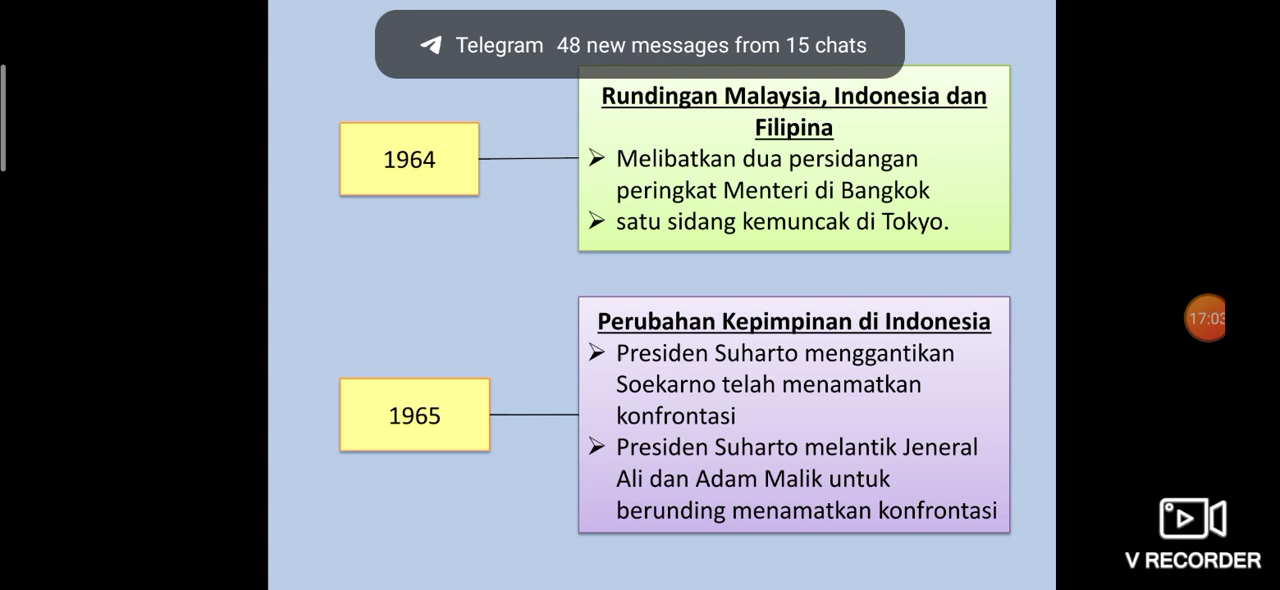 Telegram 48 new messages from 15 chats
1964
Rundingan Malaysia, Indonesia dan
Filipina
➢ Melibatkan dua persidangan
peringkat Menteri di Bangkok
➢ satu sidang kemuncak di Tokyo.
1965
Perubahan Kepimpinan di Indonesia
➢ Presiden Suharto menggantikan
Soekarno telah menamatkan
konfrontasi
➢ Presiden Suharto melantik Jeneral
Ali dan Adam Malik untuk
berunding menamatkan konfrontasi
17:03
V RECORDER